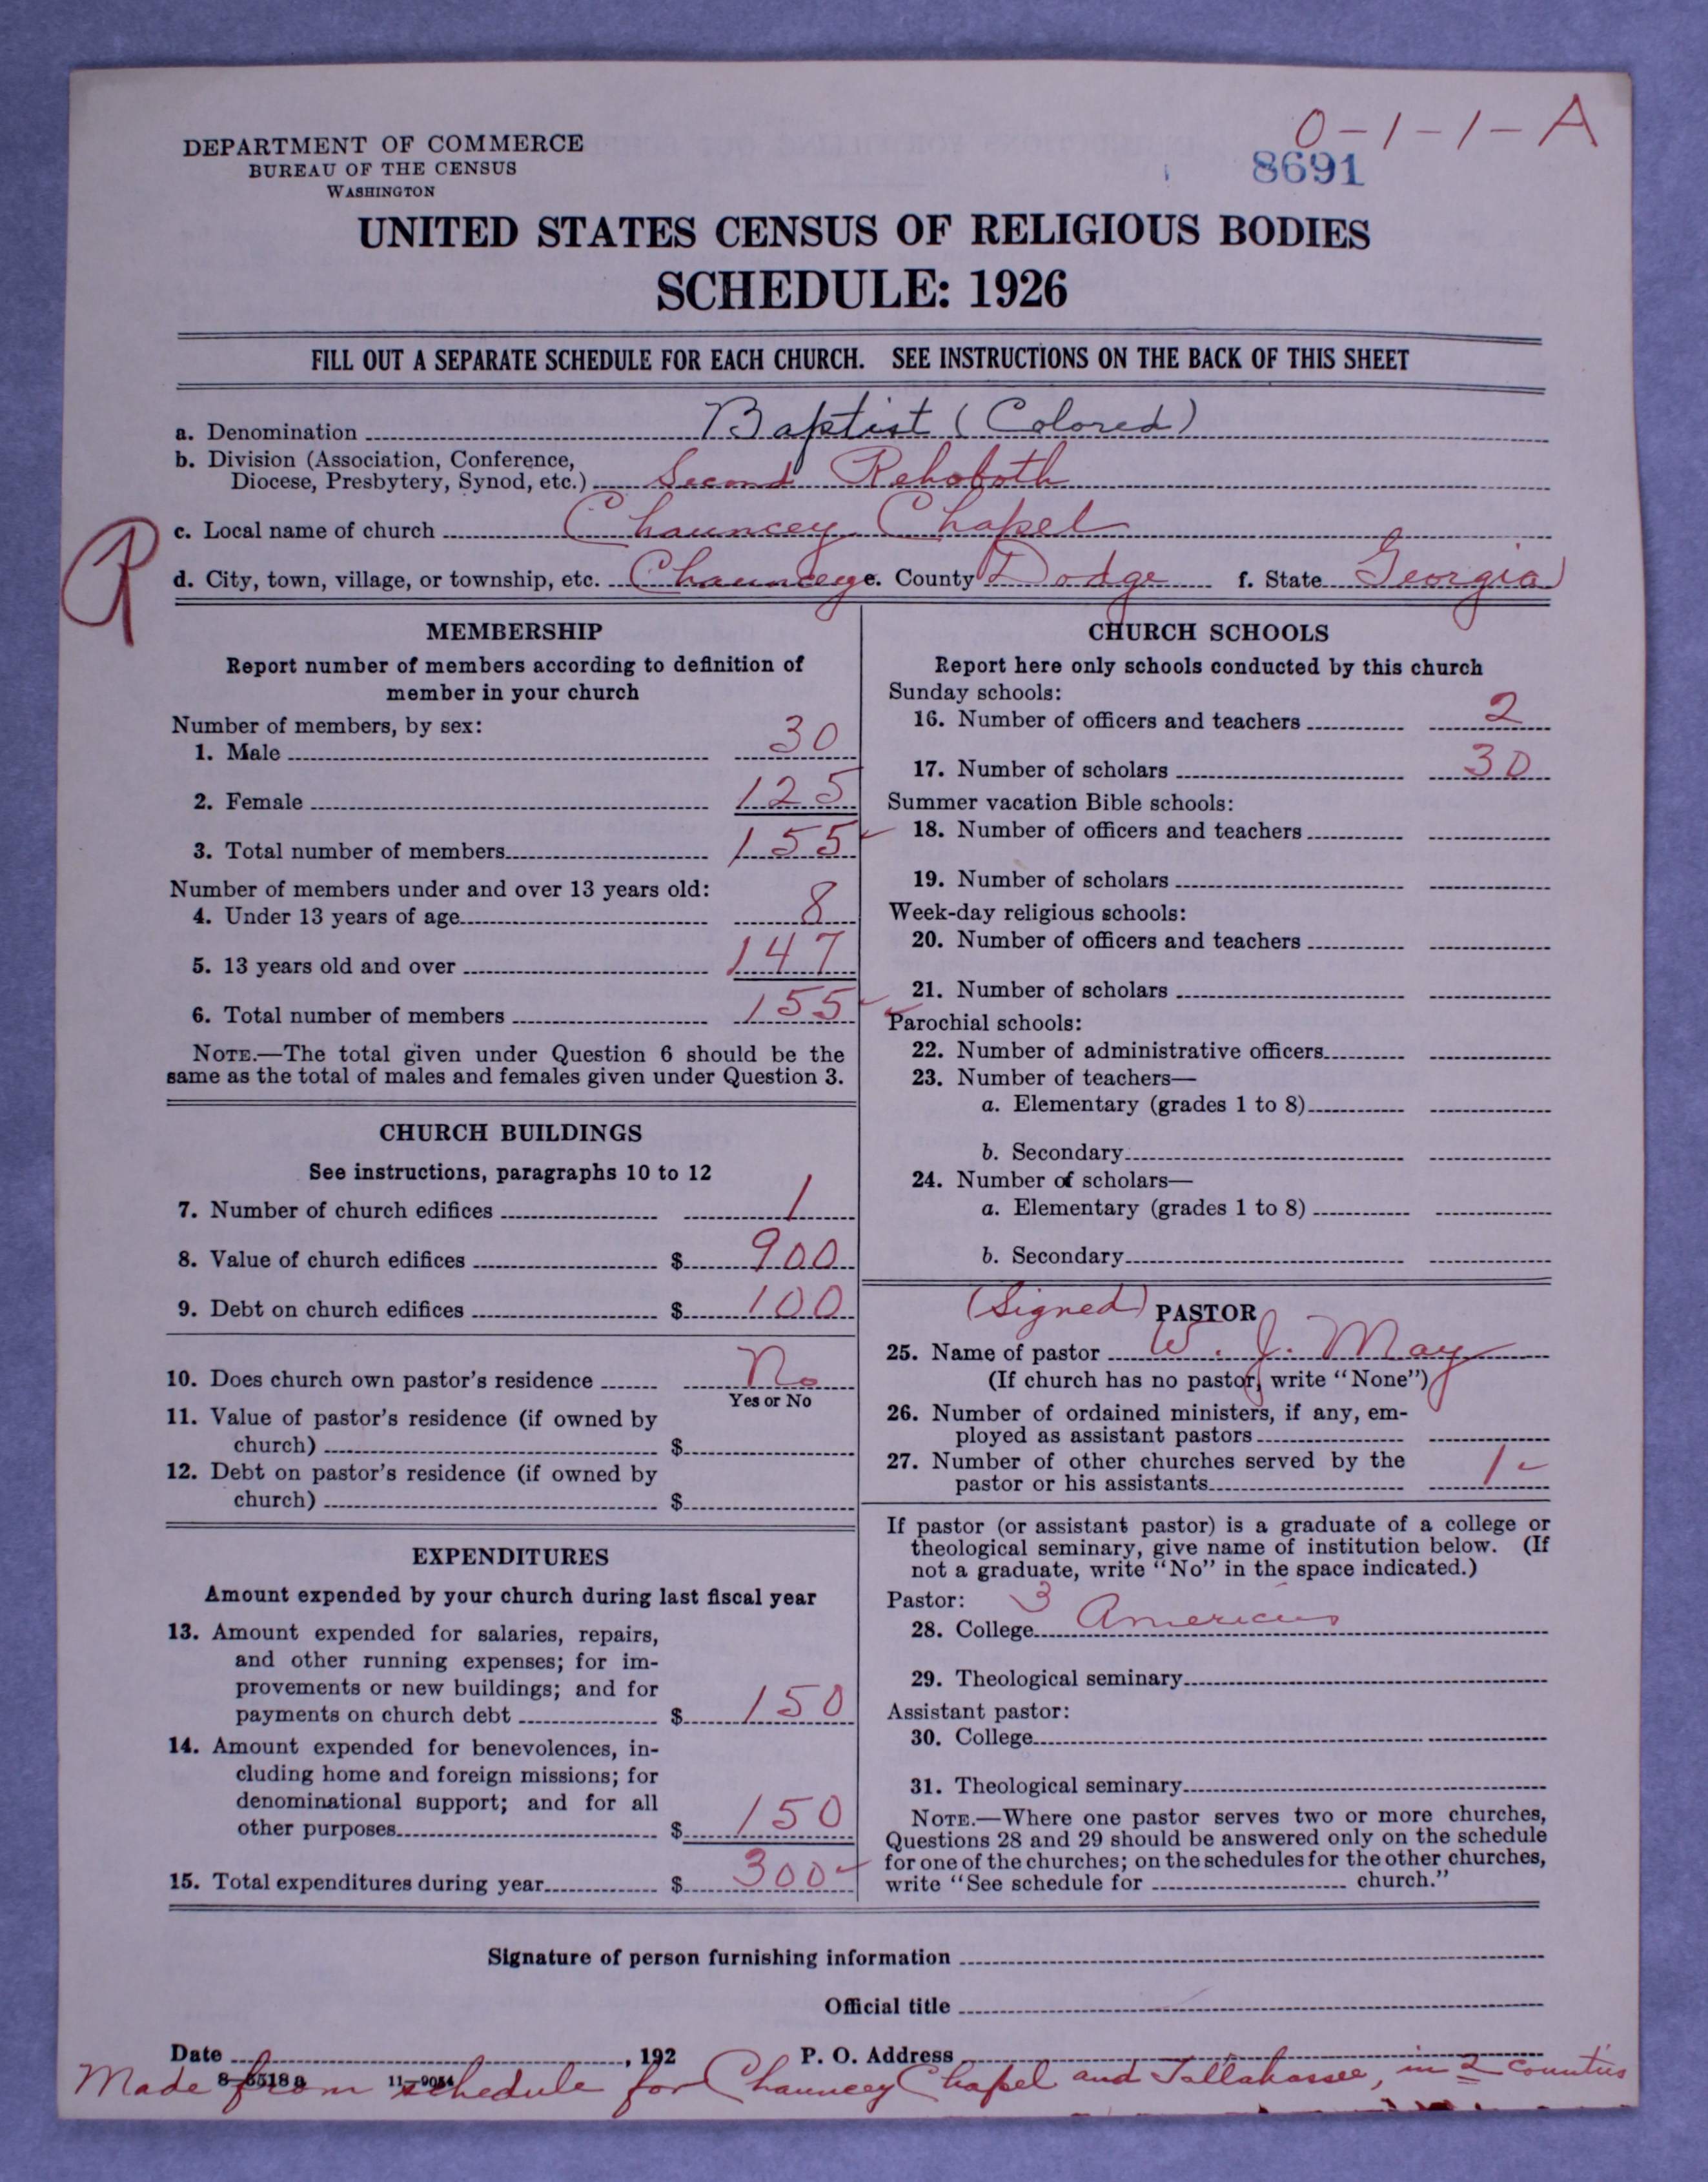 0-1-1-A
8691
DEPARTMENT OF COMMERCE
BUREAU OF THE CENSUS
WASHINGTON
UNITED STATES CENSUS OF RELIGIOUS BODIES
SCHEDULE: 1926
FILL OUT A SEPARATE SCHEDULE FOR EACH CHURCH. SEE INSTRUCTIONS ON THE BACK OF THIS SHEET
a. Denomination Baptist (Colored)
b. Division (Association, Conference,
Diocese, Presbytery, Synod, etc.) Second Rehoboth
R
c. Local name of church Chauncey Chapel
d. City, town, village, or township, etc. Chauncey e. County Dodge f. State Georgia
MEMBERSHIP
Report number of members according to definition of
member in your church
Number of members, by sex:
1. Male 30
2. Female 125
3. Total number of members 155
Number of members under and over 13 years old:
4. Under 13 years of age 8
5. 13 years old and over 147
6. Total number of members 155
NOTE.—The total given under Question 6 should be the
same as the total of males and females given under Question 3.
CHURCH BUILDINGS
See instructions, paragraphs 10 to 12
7. Number of church edifices 1
8. Value of church edifices $ 900
9. Debt on church edifices $ 100
10. Does church own pastor's residence No
Yes or No
11. Value of pastor's residence (if owned by
church) $
12. Debt on pastor's residence (if owned by
church) $
EXPENDITURES
Amount expended by your church during last fiscal year
13. Amount expended for salaries, repairs,
and other running expenses; for im-
provements or new buildings; and for
payments on church debt $ 150
14. Amount expended for benevolences, in-
cluding home and foreign missions; for
denominational support; and for all
other purposes $ 150
15. Total expenditures during year $ 300
CHURCH SCHOOLS
Report here only schools conducted by this church
Sunday schools:
16. Number of officers and teachers 2
17. Number of scholars 30
Summer vacation Bible schools:
18. Number of officers and teachers
19. Number of scholars
Week-day religious schools:
20. Number of officers and teachers
21. Number of scholars
Parochial schools:
22. Number of administrative officers
23. Number of teachers—
a. Elementary (grades 1 to 8)
b. Secondary
24. Number of scholars—
a. Elementary (grades 1 to 8)
b. Secondary
(Signed) PASTOR
25. Name of pastor W. J. May
(If church has no pastor, write "None")
26. Number of ordained ministers, if any, em-
ployed as assistant pastors
27. Number of other churches served by the
pastor or his assistants 1
If pastor (or assistant pastor) is a graduate of a college or
theological seminary, give name of institution below. (If
not a graduate, write "No" in the space indicated.)
Pastor: 3
28. College Americus
29. Theological seminary
Assistant pastor:
30. College
31. Theological seminary
NOTE.—Where one pastor serves two or more churches,
Questions 28 and 29 should be answered only on the schedule
for one of the churches; on the schedules for the other churches,
write "See schedule for church."
Signature of person furnishing information
Official title
Date , 192 P. O. Address
8-5518a 11-9054
Made from schedule for Chauncey Chapel and Tallahassee, in 2 counties